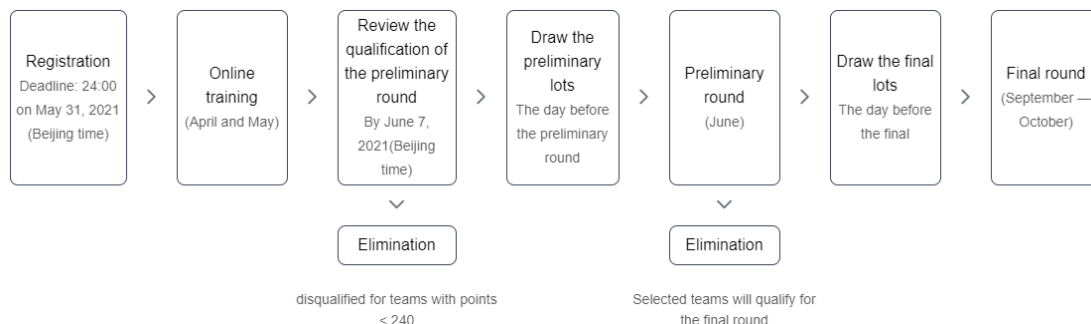 Registration
Deadline: 24:00
on May 31, 2021
(Beijing time)
Online
training
(April and May)
Review the
qualification of
the preliminary
round
By June 7,
2021(Beijing
time)
Draw the
preliminary
lots
The day before
the preliminary
round
Preliminary
round
(June)
Draw the final
lots
The day before
the final
Final round
(September —
October)
Elimination
disqualified for teams with points
< 240
Elimination
Selected teams will qualify for
the final round